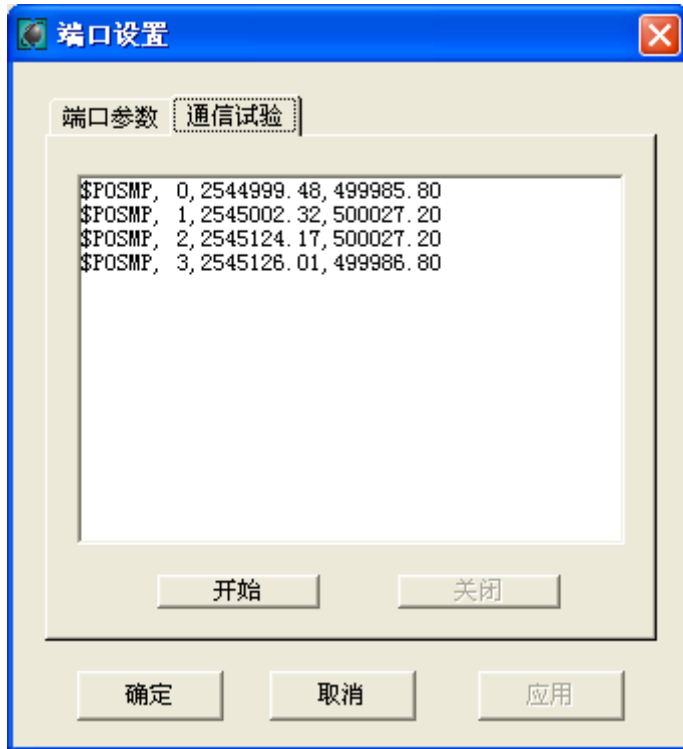 端口设置
端口参数 通信试验
$POSMP, 0,2544999.48,499985.80
$POSMP, 1,2545002.32,500027.20
$POSMP, 2,2545124.17,500027.20
$POSMP, 3,2545126.01,499986.80
开始 关闭
确定 取消 应用